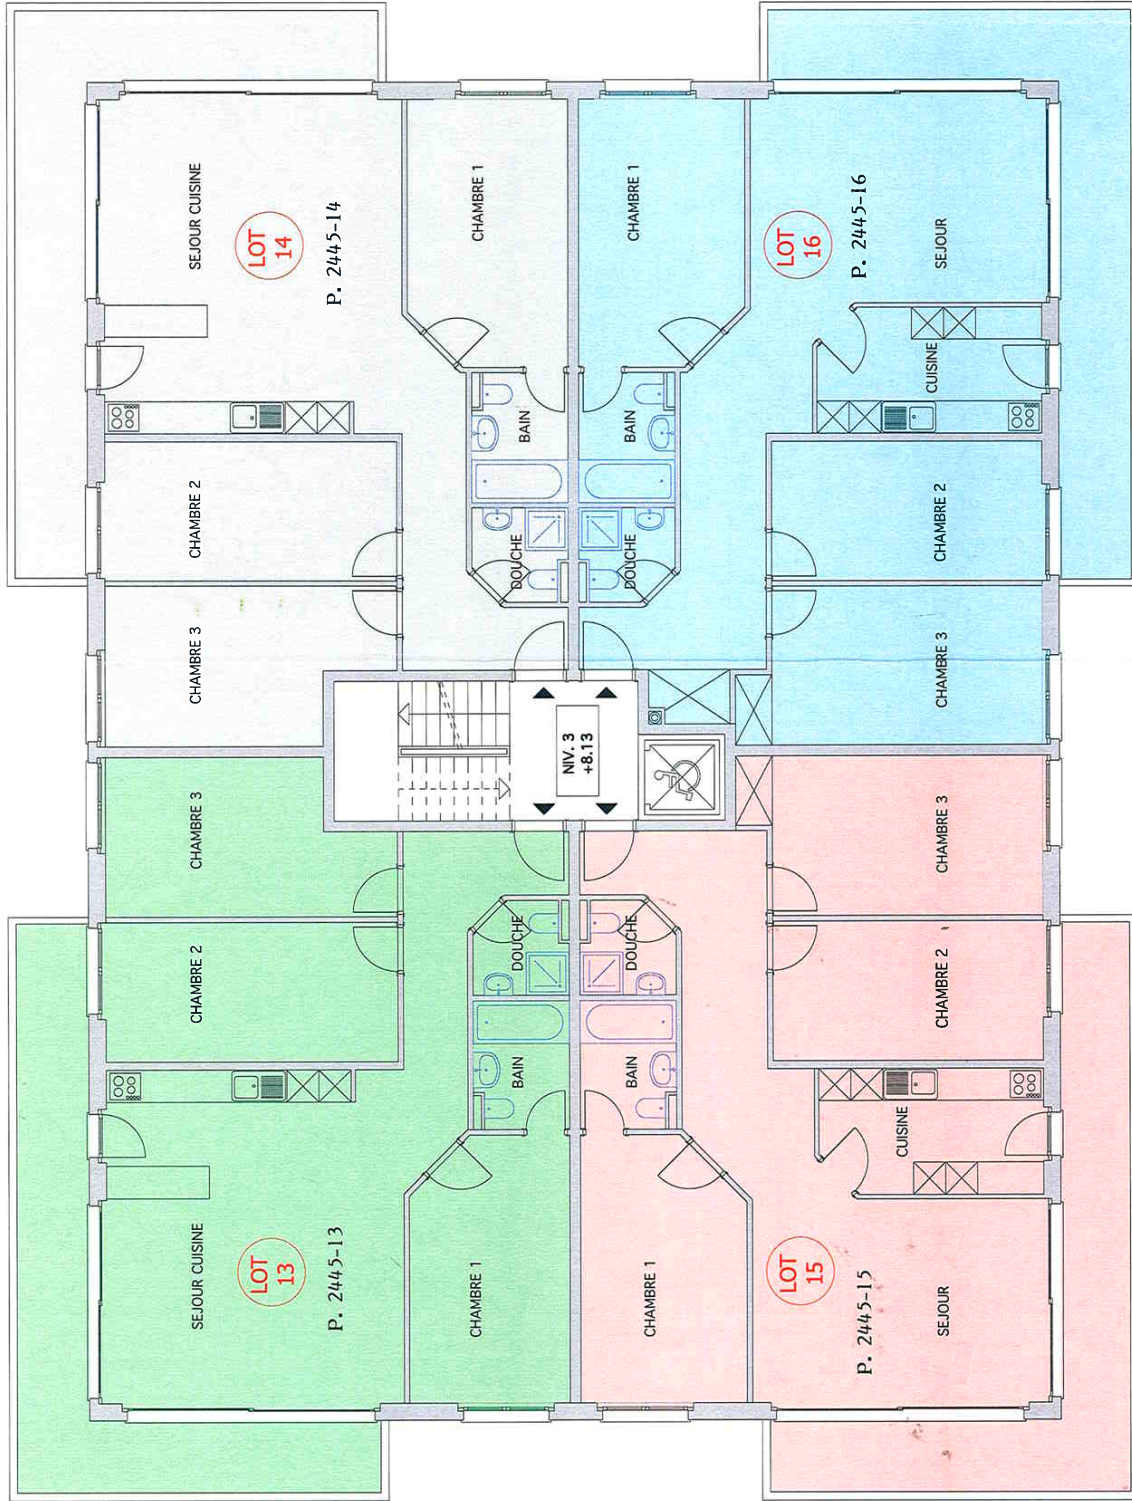 SEJOUR CUISINE
LOT
14
P. 2445-14
CHAMBRE 1
BAIN
DOUCHE
CHAMBRE 2
CHAMBRE 3
CHAMBRE 1
LOT
16
P. 2445-16
SEJOUR
CUISINE
BAIN
DOUCHE
CHAMBRE 2
CHAMBRE 3
NIV. 3
+8.13
CHAMBRE 3
CHAMBRE 2
DOUCHE
BAIN
SEJOUR CUISINE
LOT
13
P. 2445-13
CHAMBRE 1
CHAMBRE 3
CHAMBRE 2
DOUCHE
BAIN
CUISINE
CHAMBRE 1
LOT
15
P. 2445-15
SEJOUR